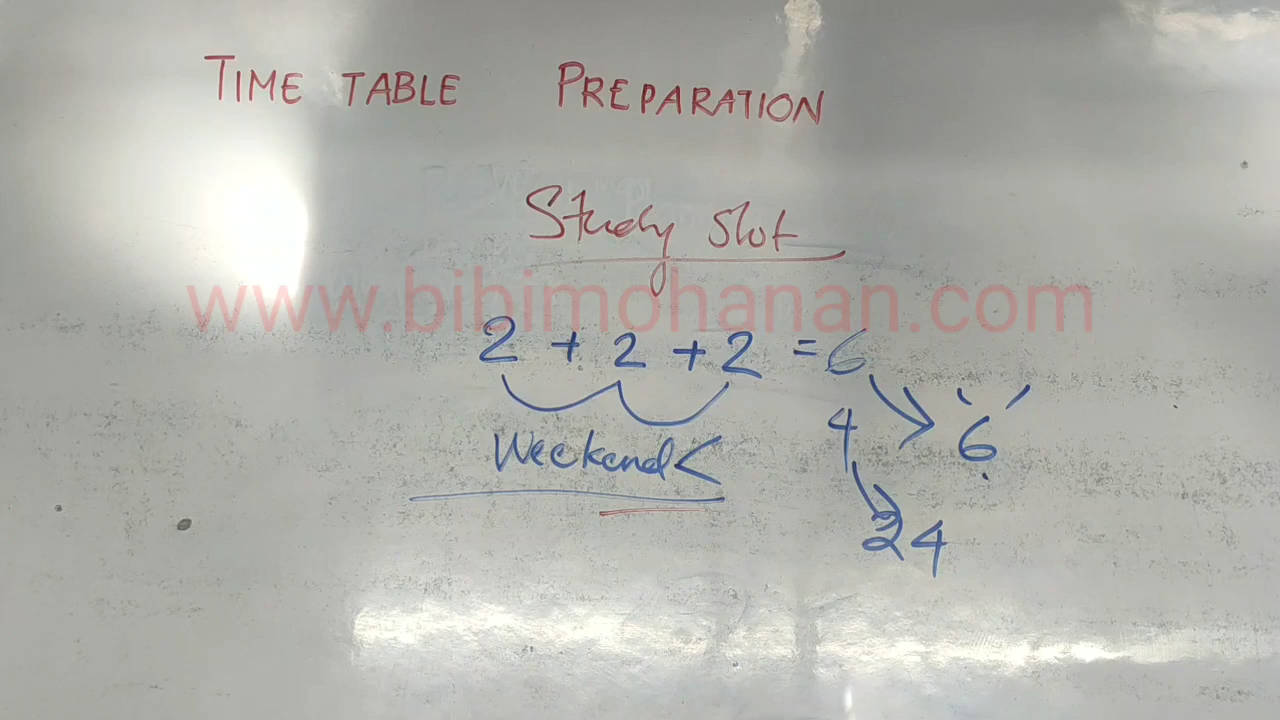 TIME TABLE PREPARATION
Study slot
www.bibimohanan.com
2 + 2 + 2 = 6
4 > 6
Weekend <
24